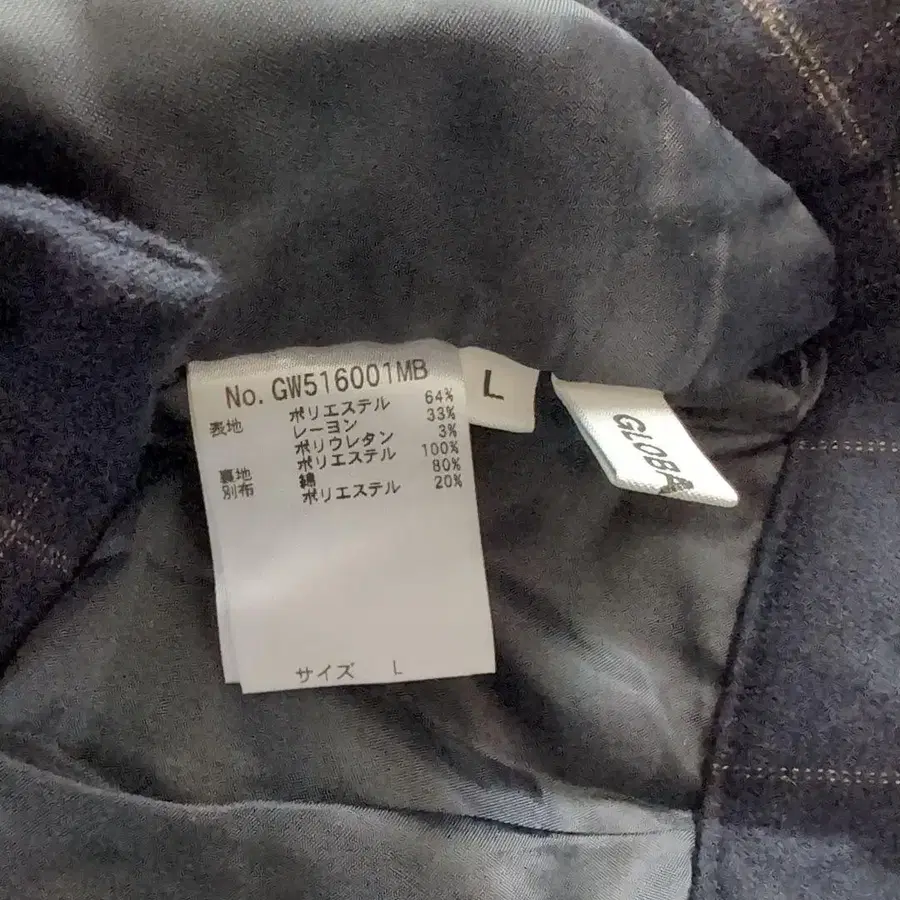 No. GW516001MB
表地 ポリエステル 64%
レーヨン 33%
ポリウレタン 3%
裏地 ポリエステル 100%
別布 綿 80%
ポリエステル 20%
サイズ L
L
GLOBA